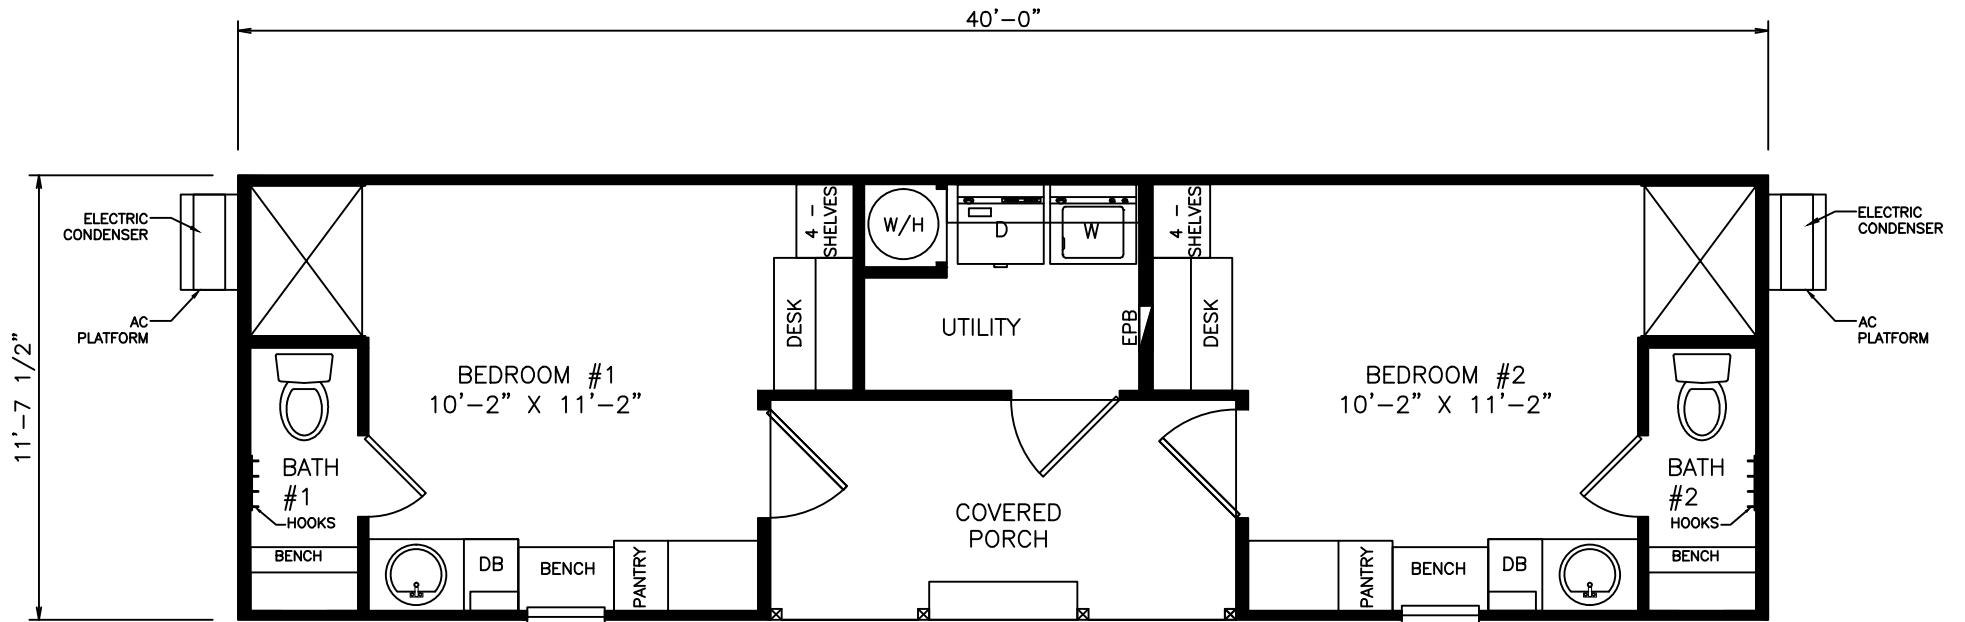 40'-0"
11'-7 1/2"
ELECTRIC
CONDENSER
AC
PLATFORM
4 -
SHELVES
DESK
W/H
D
W
UTILITY
EPB
4 -
SHELVES
DESK
ELECTRIC
CONDENSER
AC
PLATFORM
BEDROOM #1
10'-2" X 11'-2"
BEDROOM #2
10'-2" X 11'-2"
BATH
#1
HOOKS
BENCH
DB
BENCH
PANTRY
COVERED
PORCH
PANTRY
BENCH
DB
BATH
#2
HOOKS
BENCH